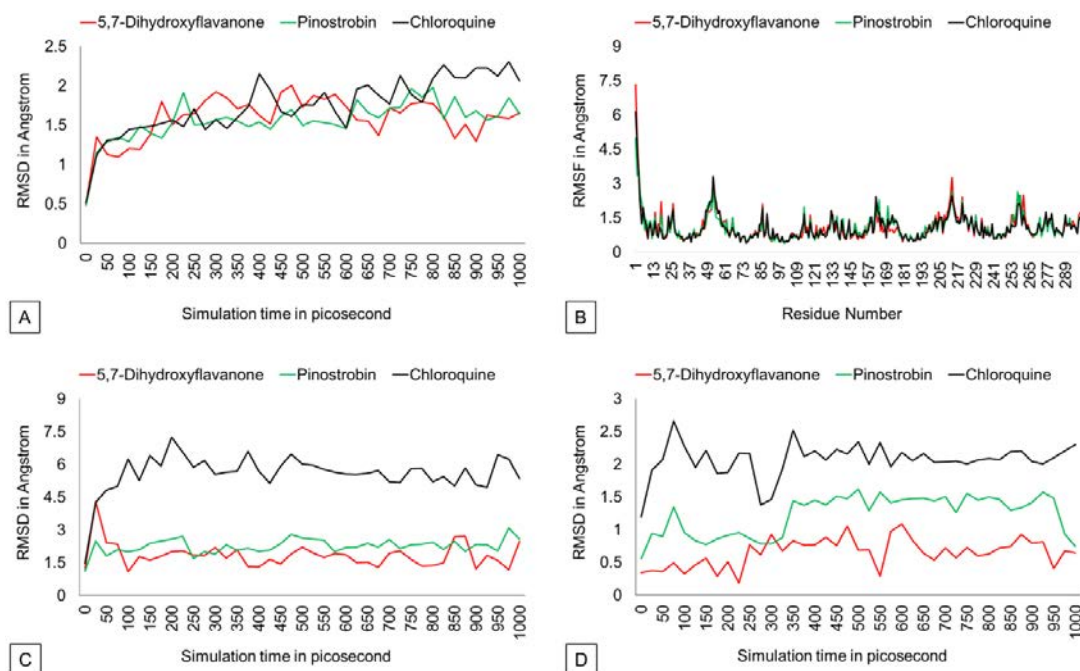 5,7-Dihydroxyflavanone Pinostrobin Chloroquine
RMSD in Angstrom
2.5
2
1.5
1
0.5
0
0 50 100 150 200 250 300 350 400 450 500 550 600 650 700 750 800 850 900 950 1000
Simulation time in picosecond
A
5,7-Dihydroxyflavanone Pinostrobin Chloroquine
RMSF in Angstrom
9
7.5
6
4.5
3
1.5
0
1 13 25 37 49 61 73 85 97 109 121 133 145 157 169 181 193 205 217 229 241 253 265 277 289
Residue Number
B
5,7-Dihydroxyflavanone Pinostrobin Chloroquine
RMSD in Angstrom
9
7.5
6
4.5
3
1.5
0
0 50 100 150 200 250 300 350 400 450 500 550 600 650 700 750 800 850 900 950 1000
Simulation time in picosecond
C
5,7-Dihydroxyflavanone Pinostrobin Chloroquine
RMSD in Angstrom
3
2.5
2
1.5
1
0.5
0
0 50 100 150 200 250 300 350 400 450 500 550 600 650 700 750 800 850 900 950 1000
Simulation time in picosecond
D